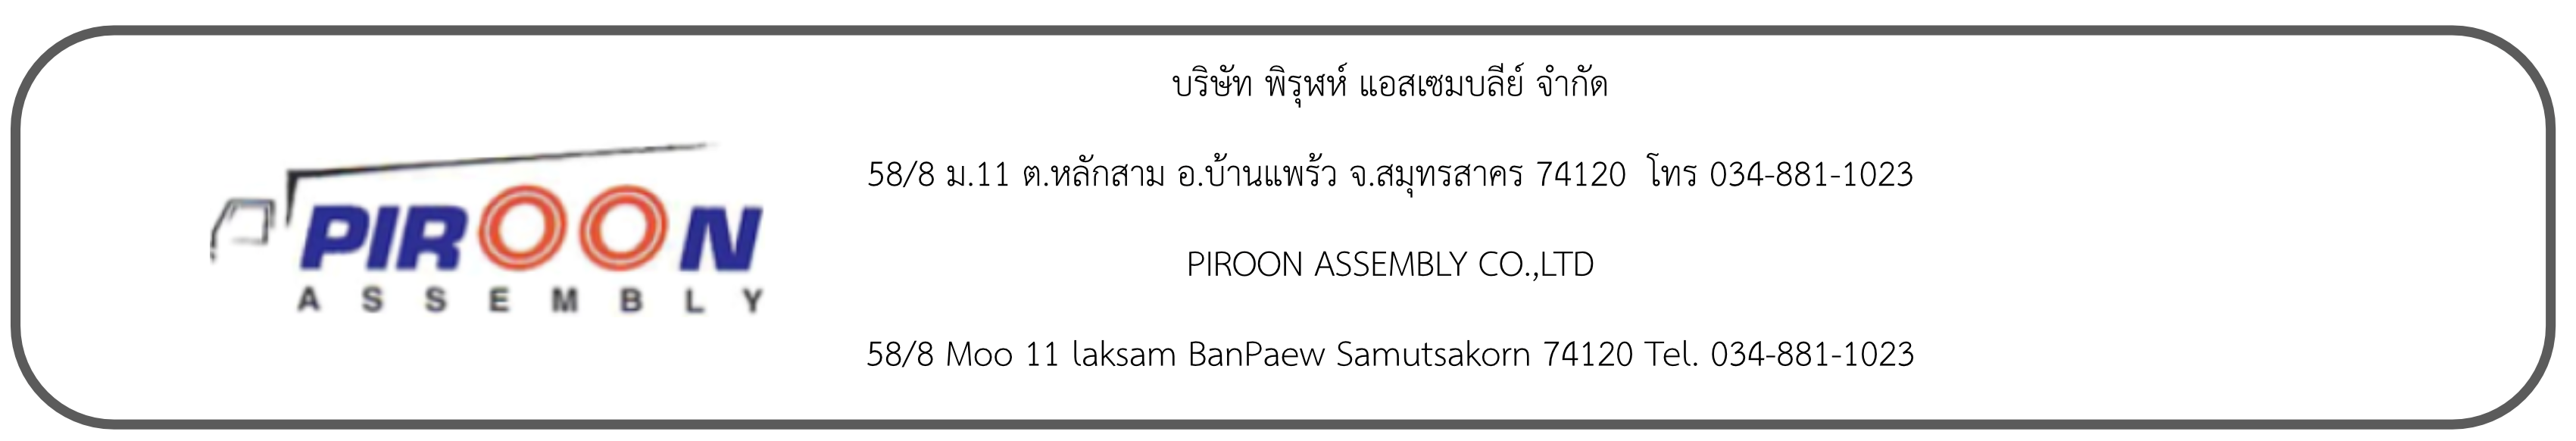 PIROON
ASSEMBLY
บริษัท พิรุฬห์ แอสเซมบลีย์ จำกัด
58/8 ม.11 ต.หลักสาม อ.บ้านแพร้ว จ.สมุทรสาคร 74120 โทร 034-881-1023
PIROON ASSEMBLY CO.,LTD
58/8 Moo 11 laksam BanPaew Samutsakorn 74120 Tel. 034-881-1023